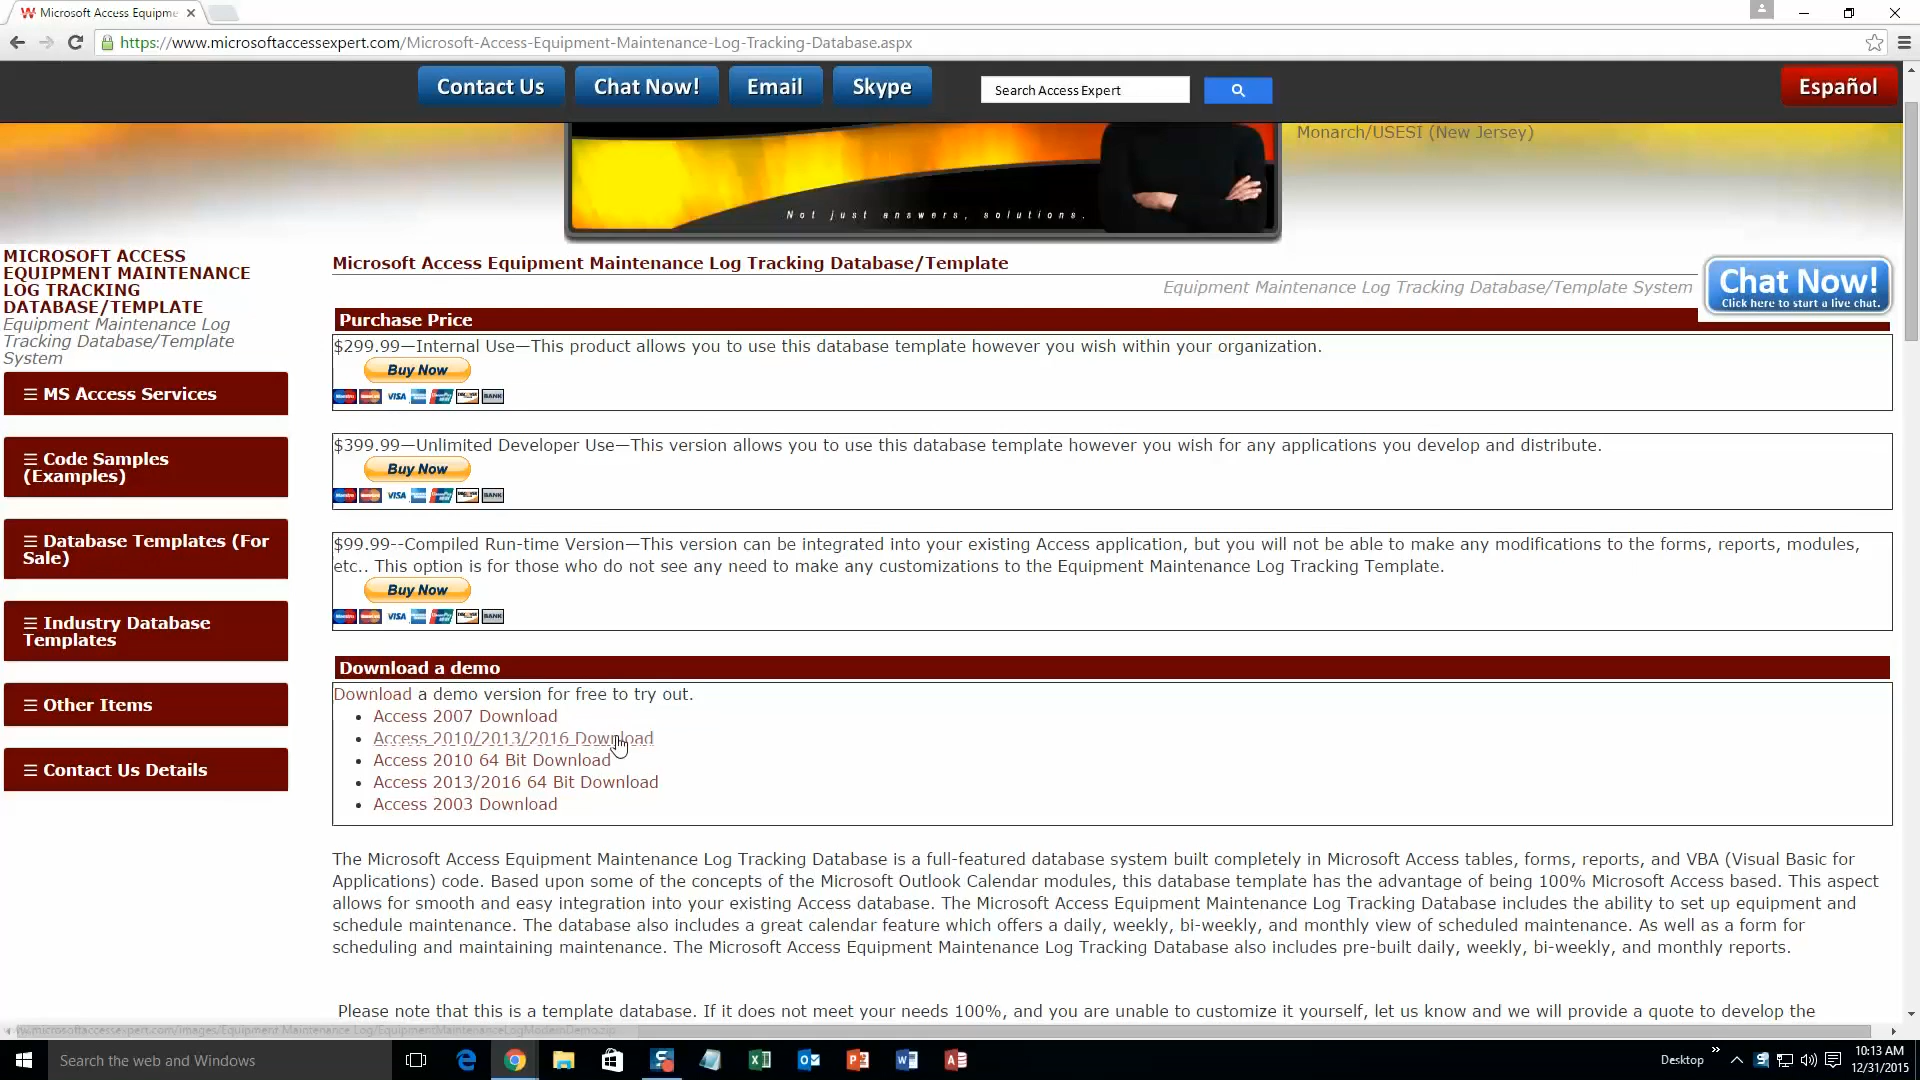 Microsoft Access Equipme
https://www.microsoftaccessexpert.com/Microsoft-Access-Equipment-Maintenance-Log-Tracking-Database.aspx
Contact Us
Chat Now!
Email
Skype
Search Access Expert
Español
Monarch/USESI (New Jersey)
Not just answers, solutions.
MICROSOFT ACCESS
EQUIPMENT MAINTENANCE
LOG TRACKING
DATABASE/TEMPLATE
Equipment Maintenance Log
Tracking Database/Template
System
☰ MS Access Services
☰ Code Samples
(Examples)
☰ Database Templates (For
Sale)
☰ Industry Database
Templates
☰ Other Items
☰ Contact Us Details
Microsoft Access Equipment Maintenance Log Tracking Database/Template
Equipment Maintenance Log Tracking Database/Template System
Chat Now!
Click here to start a live chat.
Purchase Price
$299.99—Internal Use—This product allows you to use this database template however you wish within your organization.
Buy Now
VISA
BANK
$399.99—Unlimited Developer Use—This version allows you to use this database template however you wish for any applications you develop and distribute.
Buy Now
VISA
BANK
$99.99--Compiled Run-time Version—This version can be integrated into your existing Access application, but you will not be able to make any modifications to the forms, reports, modules,
etc.. This option is for those who do not see any need to make any customizations to the Equipment Maintenance Log Tracking Template.
Buy Now
VISA
BANK
Download a demo
Download a demo version for free to try out.
• Access 2007 Download
• Access 2010/2013/2016 Download
• Access 2010 64 Bit Download
• Access 2013/2016 64 Bit Download
• Access 2003 Download
The Microsoft Access Equipment Maintenance Log Tracking Database is a full-featured database system built completely in Microsoft Access tables, forms, reports, and VBA (Visual Basic for
Applications) code. Based upon some of the concepts of the Microsoft Outlook Calendar modules, this database template has the advantage of being 100% Microsoft Access based. This aspect
allows for smooth and easy integration into your existing Access database. The Microsoft Access Equipment Maintenance Log Tracking Database includes the ability to set up equipment and
schedule maintenance. The database also includes a great calendar feature which offers a daily, weekly, bi-weekly, and monthly view of scheduled maintenance. As well as a form for
scheduling and maintaining maintenance. The Microsoft Access Equipment Maintenance Log Tracking Database also includes pre-built daily, weekly, bi-weekly, and monthly reports.
Please note that this is a template database. If it does not meet your needs 100%, and you are unable to customize it yourself, let us know and we will provide a quote to develop the
www.microsoftaccessexpert.com/images/Equipment Maintenance Log/EquipmentMaintenanceLogModernDemo.zip
Search the web and Windows
Desktop
10:13 AM
12/31/2015